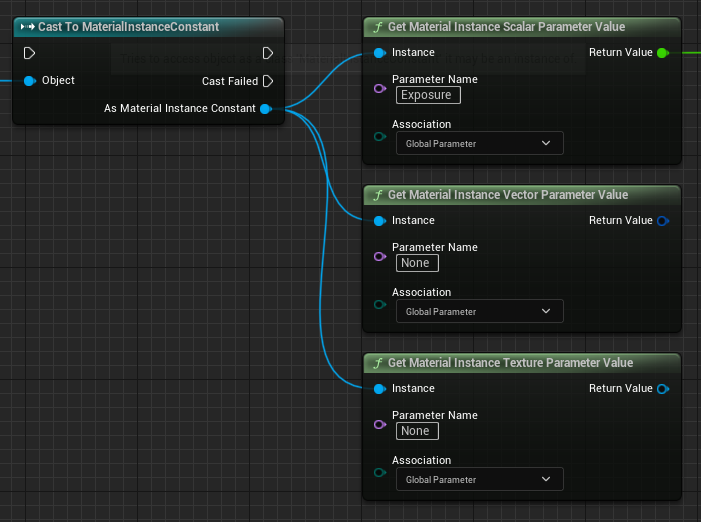 Cast To MaterialInstanceConstant
Object
Cast Failed
As Material Instance Constant
Get Material Instance Scalar Parameter Value
Instance
Return Value
Parameter Name
Exposure
Association
Global Parameter
Get Material Instance Vector Parameter Value
Instance
Return Value
Parameter Name
None
Association
Global Parameter
Get Material Instance Texture Parameter Value
Instance
Return Value
Parameter Name
None
Association
Global Parameter